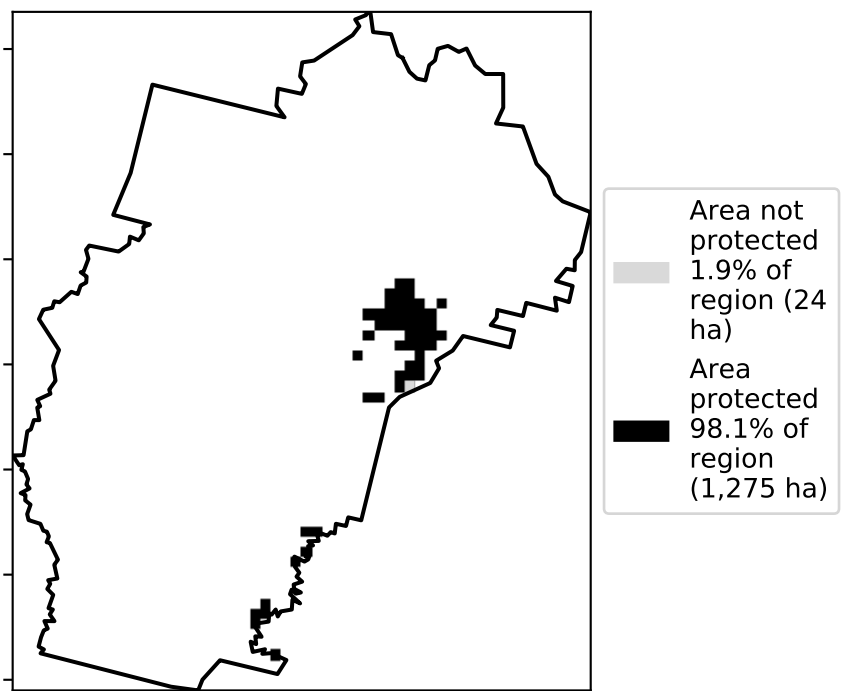 Area not
protected
1.9% of
region (24
ha)
Area
protected
98.1% of
region
(1,275 ha)